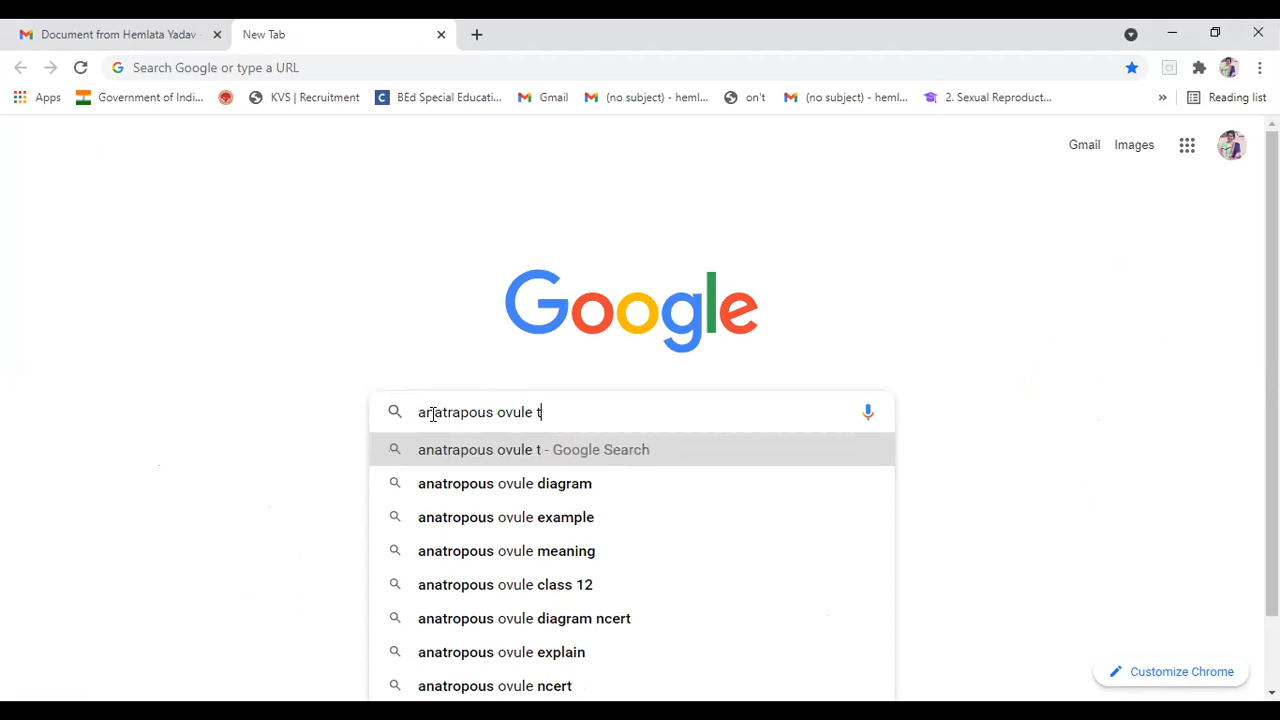 Document from Hemlata Yadav -
New Tab
Search Google or type a URL
Apps
Government of Indi...
KVS | Recruitment
BEd Special Educati...
Gmail
(no subject) - heml...
on't
(no subject) - heml...
2. Sexual Reproduct...
»
Reading list
Gmail
Images
Google
anatrapous ovule t
anatrapous ovule t - Google Search
anatropous ovule diagram
anatropous ovule example
anatropous ovule meaning
anatropous ovule class 12
anatropous ovule diagram ncert
anatropous ovule explain
anatropous ovule ncert
Customize Chrome